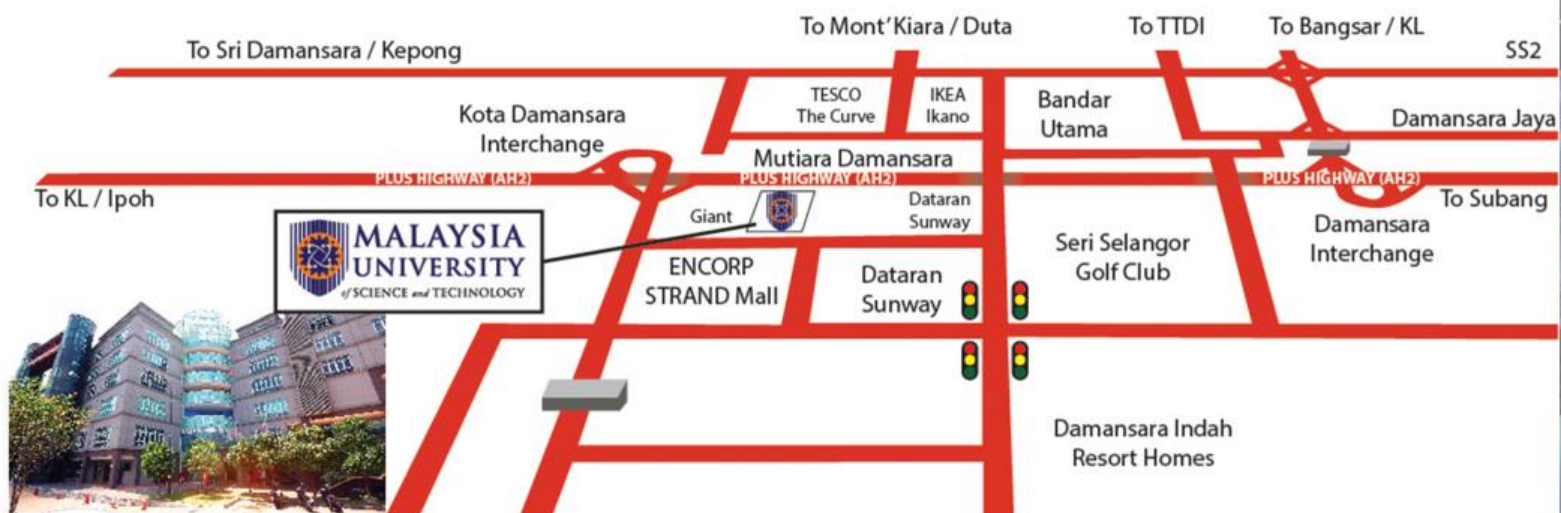 To Mont'Kiara / Duta
To TTDI
To Bangsar / KL
To Sri Damansara / Kepong
SS2
TESCO
The Curve
IKEA
Ikano
Bandar
Utama
Kota Damansara
Interchange
Damansara Jaya
Mutiara Damansara
PLUS HIGHWAY (AH2)
PLUS HIGHWAY (AH2)
PLUS HIGHWAY (AH2)
To KL / Ipoh
To Subang
Giant
Dataran
Sunway
Damansara
Interchange
MALAYSIA
UNIVERSITY
of SCIENCE and TECHNOLOGY
ENCORP
STRAND Mall
Dataran
Sunway
Seri Selangor
Golf Club
Damansara Indah
Resort Homes